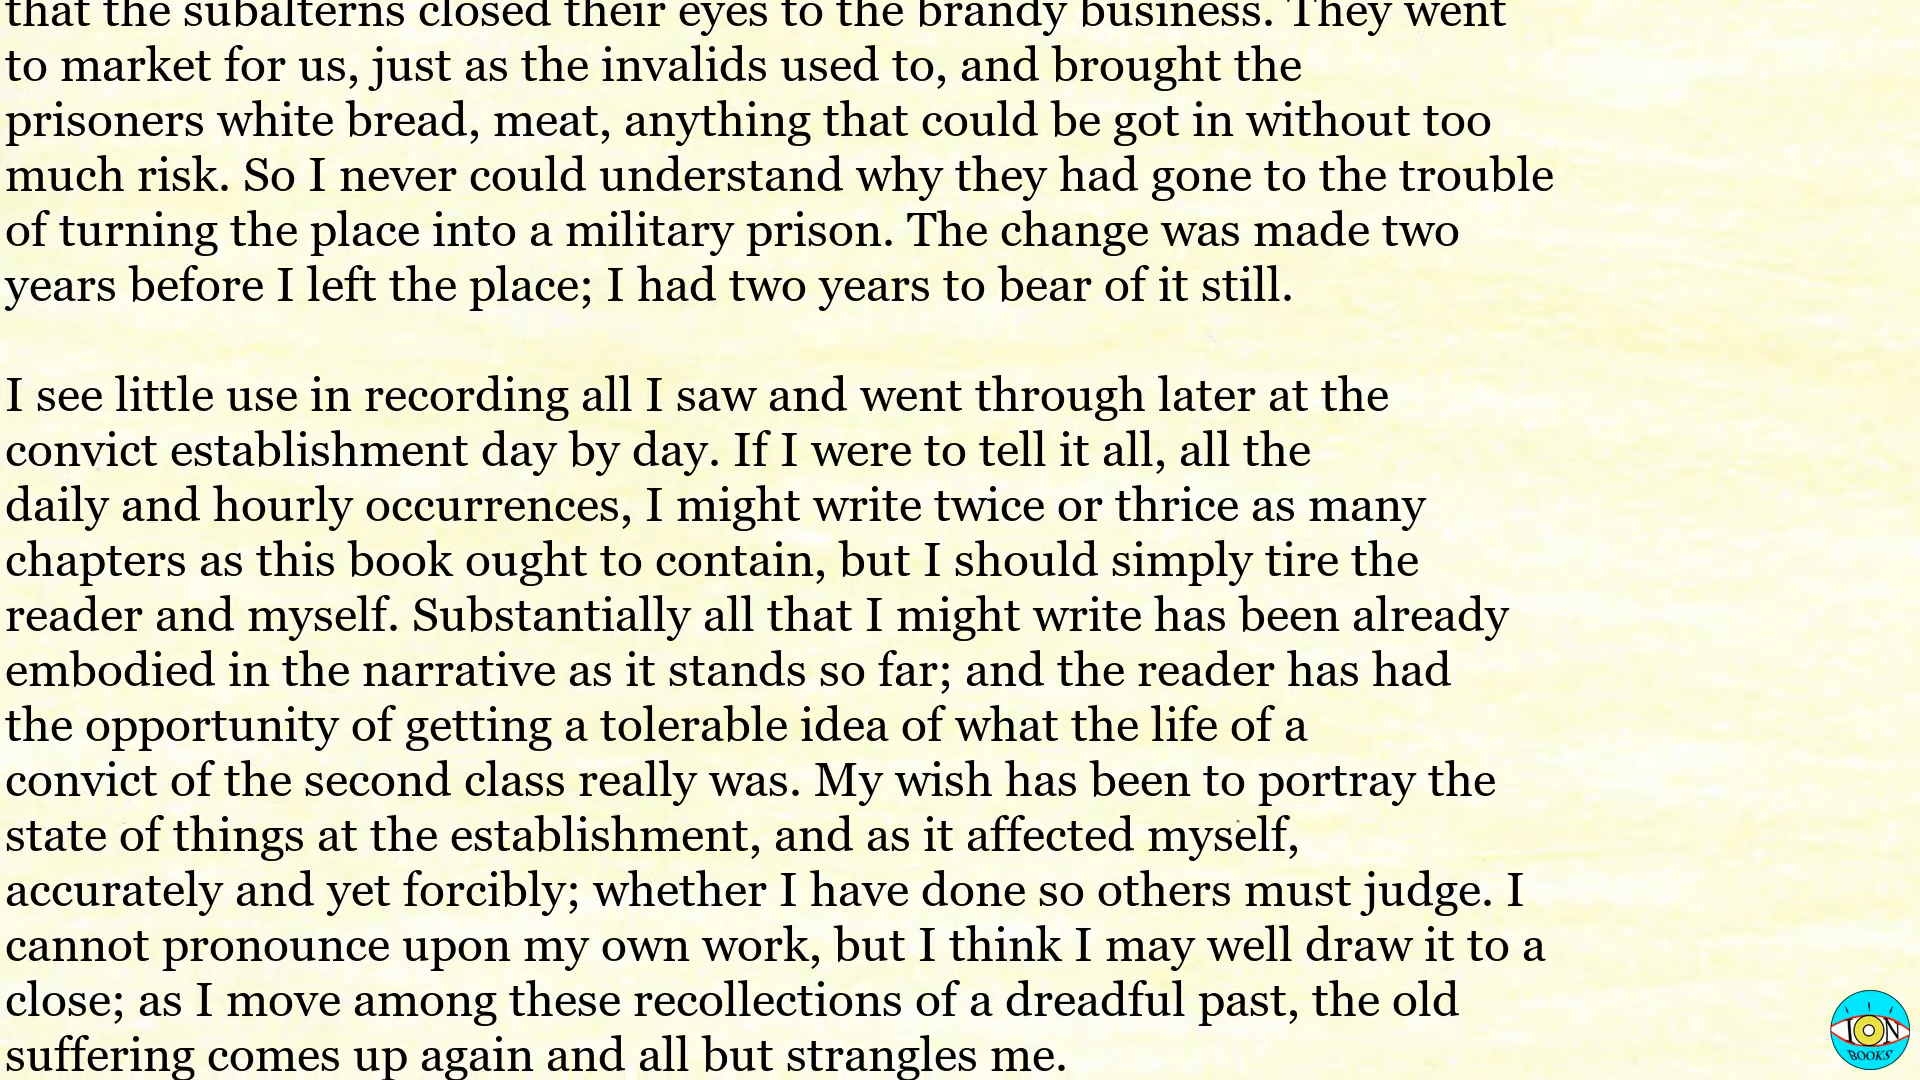 that the subalterns closed their eyes to the brandy business. They went
to market for us, just as the invalids used to, and brought the
prisoners white bread, meat, anything that could be got in without too
much risk. So I never could understand why they had gone to the trouble
of turning the place into a military prison. The change was made two
years before I left the place; I had two years to bear of it still.
I see little use in recording all I saw and went through later at the
convict establishment day by day. If I were to tell it all, all the
daily and hourly occurrences, I might write twice or thrice as many
chapters as this book ought to contain, but I should simply tire the
reader and myself. Substantially all that I might write has been already
embodied in the narrative as it stands so far; and the reader has had
the opportunity of getting a tolerable idea of what the life of a
convict of the second class really was. My wish has been to portray the
state of things at the establishment, and as it affected myself,
accurately and yet forcibly; whether I have done so others must judge. I
cannot pronounce upon my own work, but I think I may well draw it to a
close; as I move among these recollections of a dreadful past, the old
suffering comes up again and all but strangles me.
ION
BOOKS